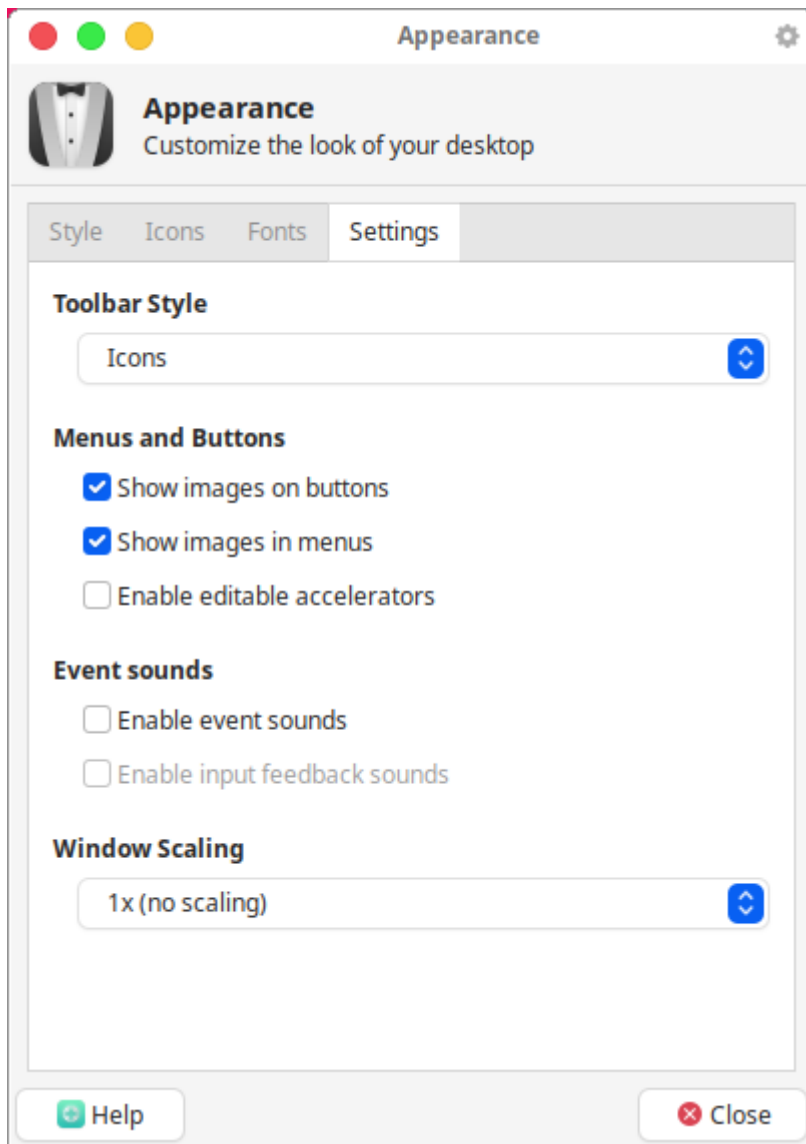 Appearance
Appearance
Customize the look of your desktop
Style Icons Fonts Settings
Toolbar Style
Icons
Menus and Buttons
Show images on buttons
Show images in menus
Enable editable accelerators
Event sounds
Enable event sounds
Enable input feedback sounds
Window Scaling
1x (no scaling)
Help Close